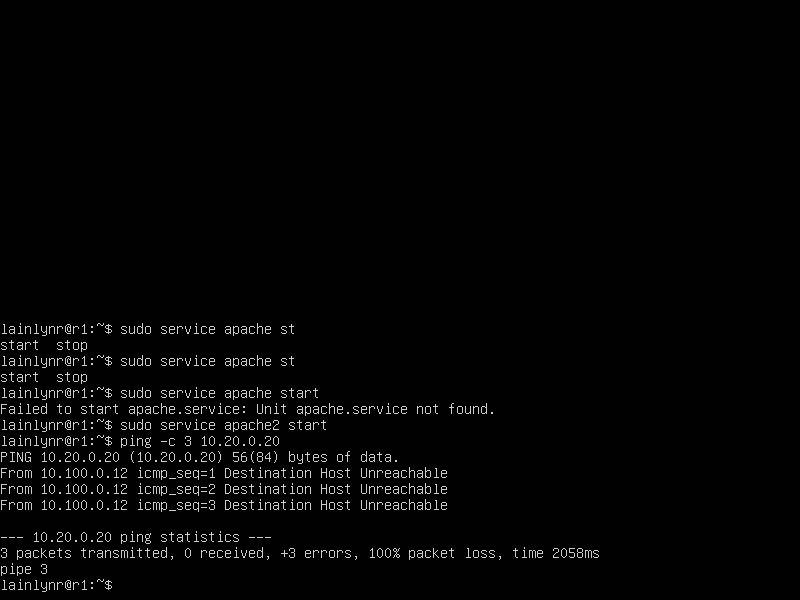 lainlynr@r1:~$ sudo service apache st
start  stop
lainlynr@r1:~$ sudo service apache st
start  stop
lainlynr@r1:~$ sudo service apache start
Failed to start apache.service: Unit apache.service not found.
lainlynr@r1:~$ sudo service apache2 start
lainlynr@r1:~$ ping -c 3 10.20.0.20
PING 10.20.0.20 (10.20.0.20) 56(84) bytes of data.
From 10.100.0.12 icmp_seq=1 Destination Host Unreachable
From 10.100.0.12 icmp_seq=2 Destination Host Unreachable
From 10.100.0.12 icmp_seq=3 Destination Host Unreachable
--- 10.20.0.20 ping statistics ---
3 packets transmitted, 0 received, +3 errors, 100% packet loss, time 2058ms
pipe 3
lainlynr@r1:~$